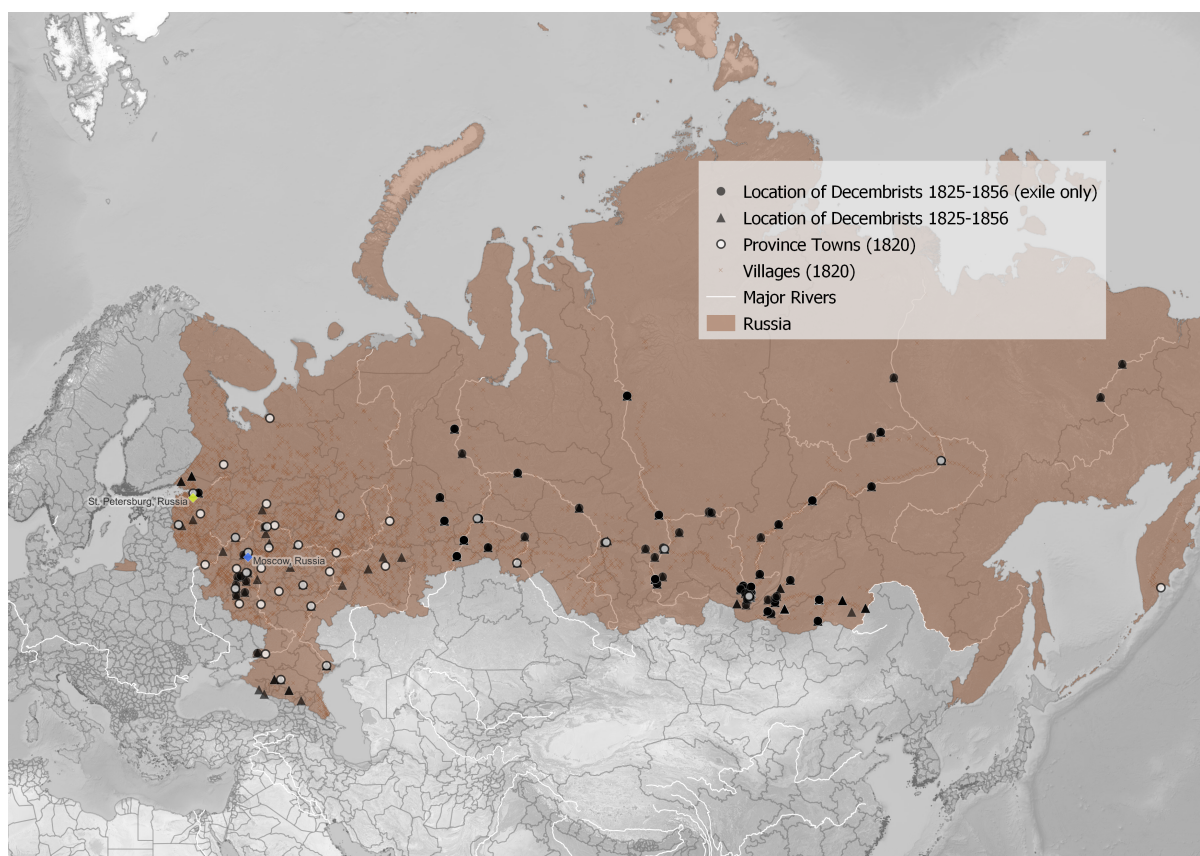 Location of Decembrists 1825-1856 (exile only)
Location of Decembrists 1825-1856
Province Towns (1820)
Villages (1820)
Major Rivers
Russia
St. Petersburg, Russia
Moscow, Russia